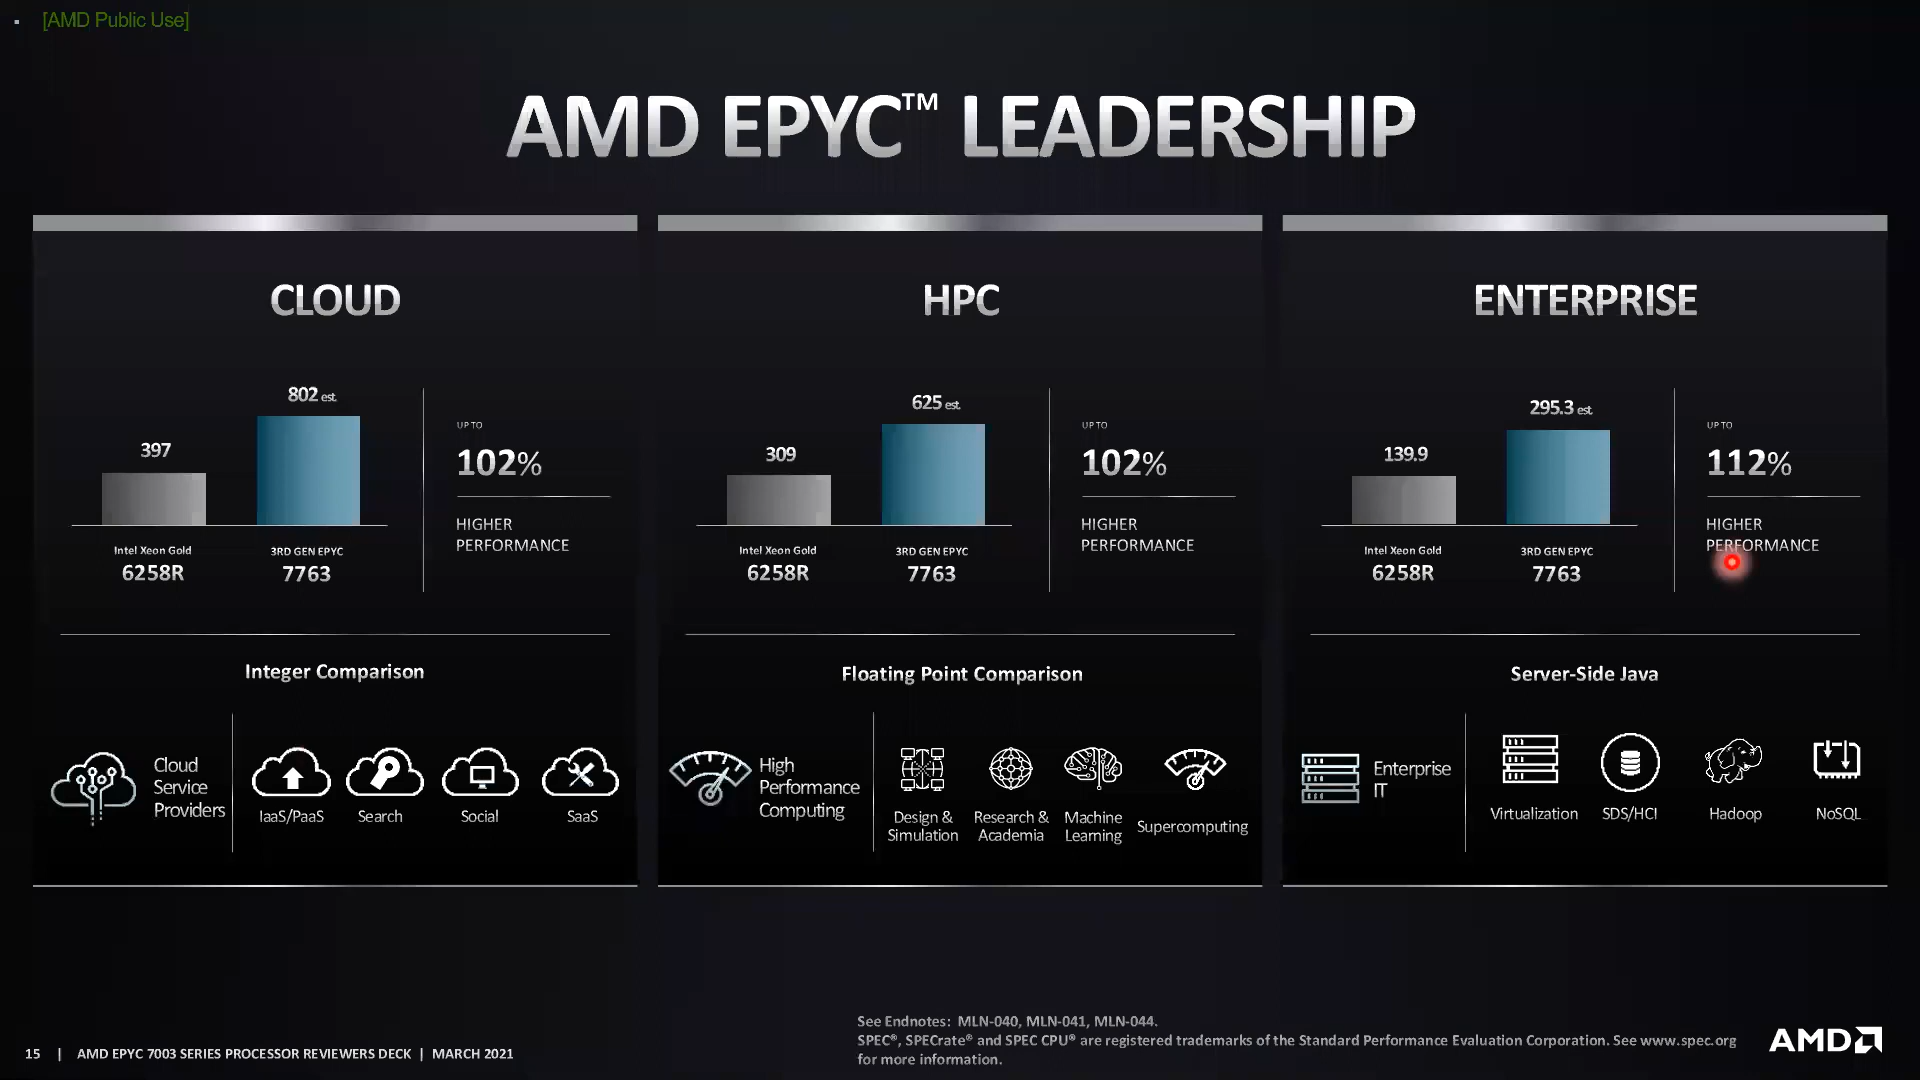 [AMD Public Use]
AMD EPYC™ LEADERSHIP
CLOUD
397
802 est.
Intel Xeon Gold
6258R
3RD GEN EPYC
7763
UP TO
102%
HIGHER
PERFORMANCE
Integer Comparison
Cloud
Service
Providers
IaaS/PaaS
Search
Social
SaaS
HPC
309
625 est.
Intel Xeon Gold
6258R
3RD GEN EPYC
7763
UP TO
102%
HIGHER
PERFORMANCE
Floating Point Comparison
High
Performance
Computing
Design &
Simulation
Research &
Academia
Machine
Learning
Supercomputing
ENTERPRISE
139.9
295.3 est.
Intel Xeon Gold
6258R
3RD GEN EPYC
7763
UP TO
112%
HIGHER
PERFORMANCE
Server-Side Java
Enterprise
IT
Virtualization
SDS/HCI
Hadoop
NoSQL
See Endnotes: MLN-040, MLN-041, MLN-044.
SPEC®, SPECrate® and SPEC CPU® are registered trademarks of the Standard Performance Evaluation Corporation. See www.spec.org
for more information.
15 | AMD EPYC 7003 SERIES PROCESSOR REVIEWERS DECK | MARCH 2021
AMD